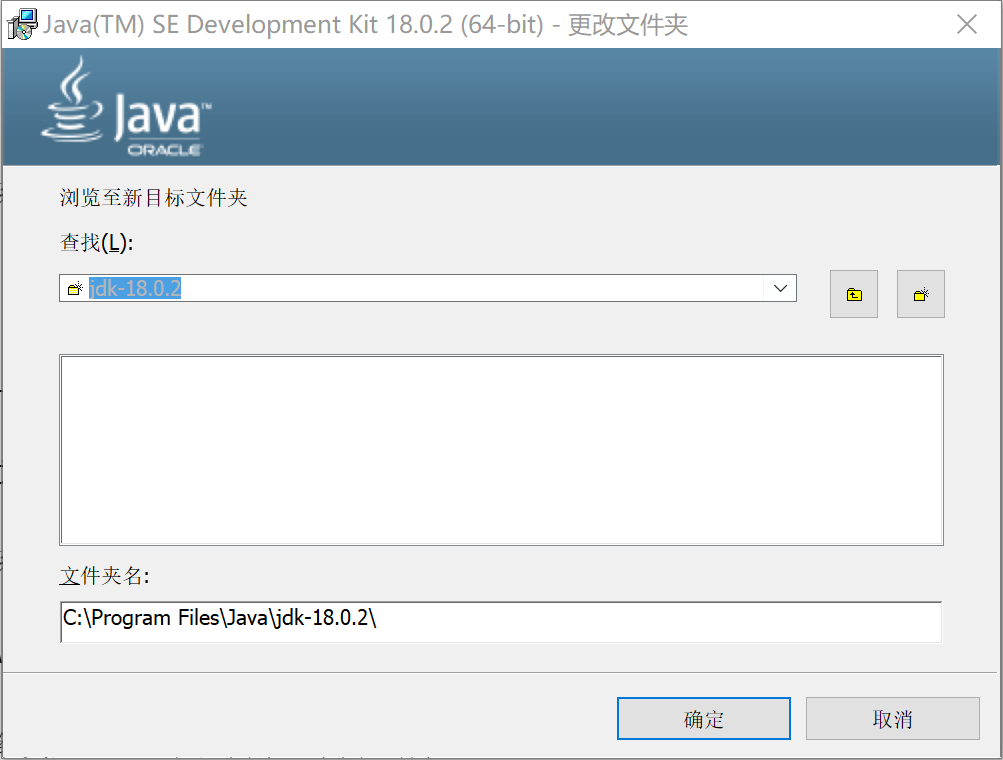 Java(TM) SE Development Kit 18.0.2 (64-bit) - 更改文件夹
Java™
ORACLE
浏览至新目标文件夹
查找(L):
jdk-18.0.2
文件夹名:
C:\Program Files\Java\jdk-18.0.2\
确定
取消